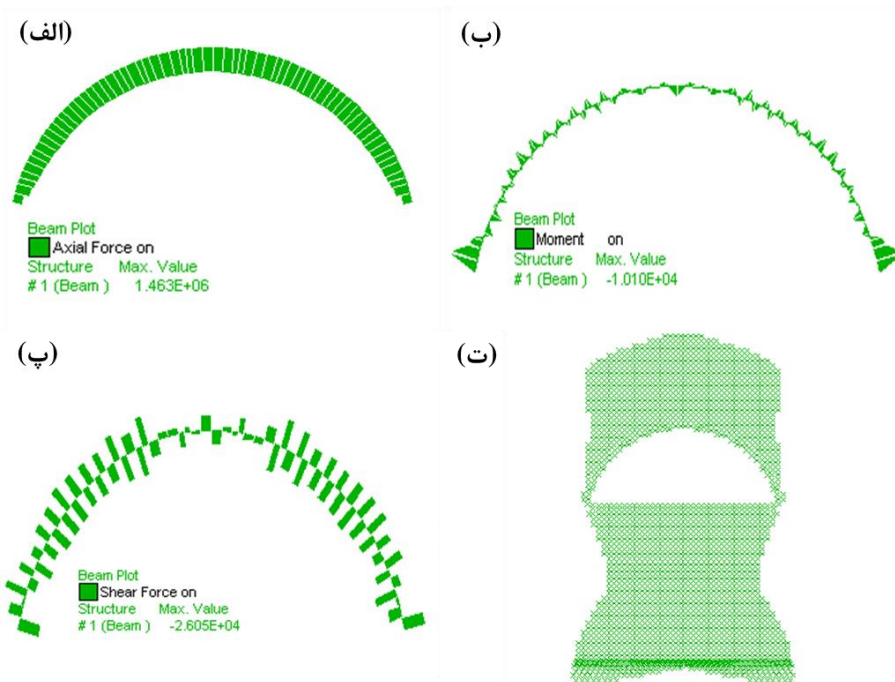 (الف)
Beam Plot
Axial Force on
Structure Max. Value
# 1 (Beam ) 1.463E+06
(ب)
Beam Plot
Moment on
Structure Max. Value
# 1 (Beam ) -1.010E+04
(پ)
Beam Plot
Shear Force on
Structure Max. Value
# 1 (Beam ) -2.605E+04
(ت)